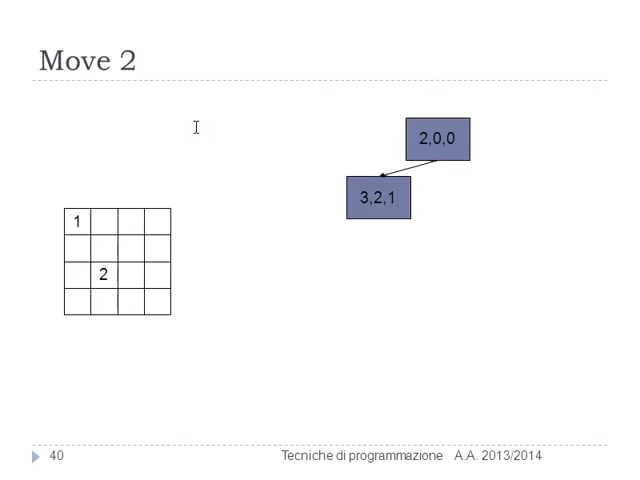 Move 2
2,0,0
3,2,1
1
2
40 Tecniche di programmazione A.A. 2013/2014